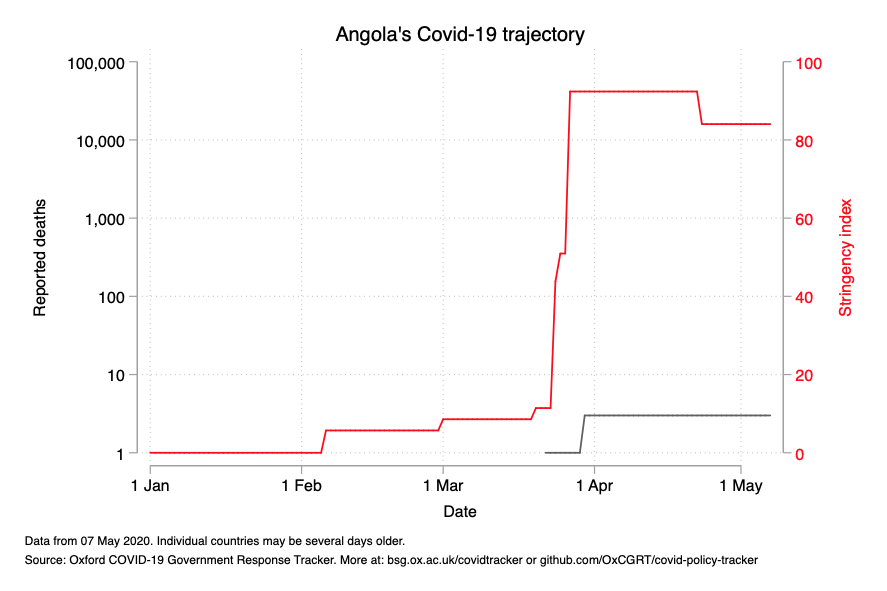 Angola's Covid-19 trajectory
100,000
10,000
1,000
100
10
1
Reported deaths
100
80
60
40
20
0
Stringency index
1 Jan
1 Feb
1 Mar
1 Apr
1 May
Date
Data from 07 May 2020. Individual countries may be several days older.
Source: Oxford COVID-19 Government Response Tracker. More at: bsg.ox.ac.uk/covidtracker or github.com/OxCGRT/covid-policy-tracker